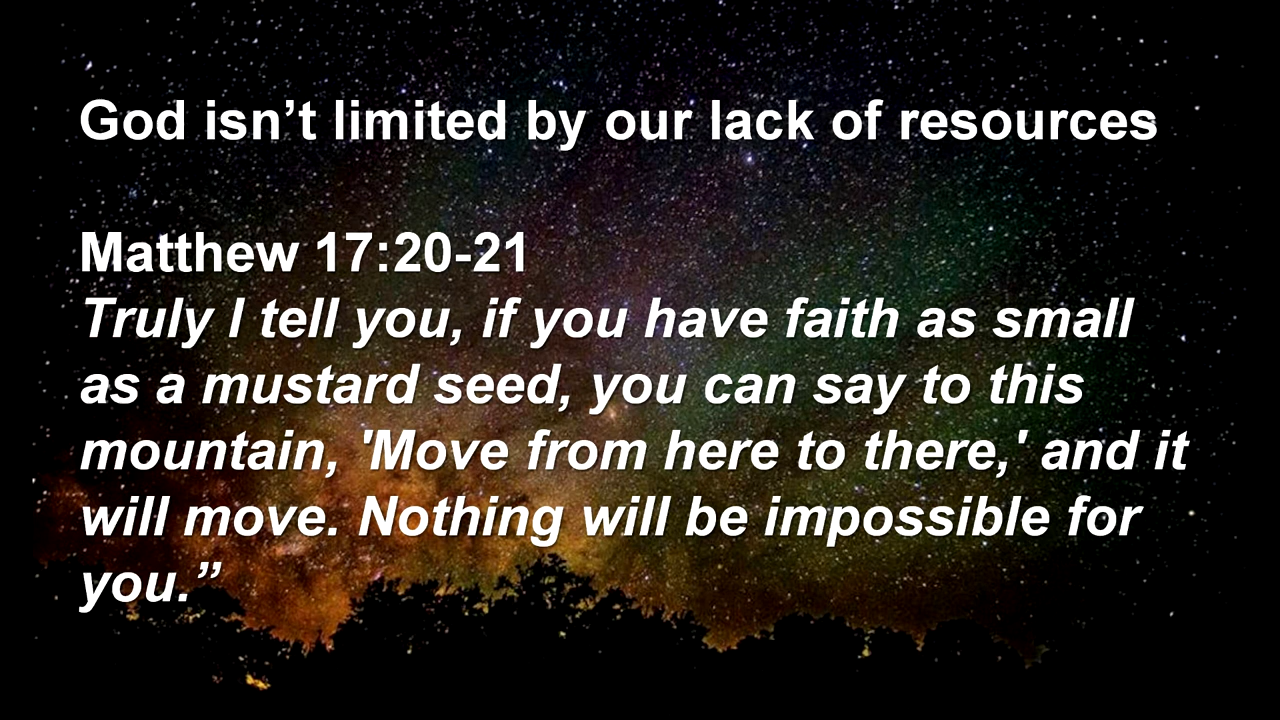 God isn’t limited by our lack of resources
Matthew 17:20-21
Truly I tell you, if you have faith as small
as a mustard seed, you can say to this
mountain, 'Move from here to there,' and it
will move. Nothing will be impossible for
you.”